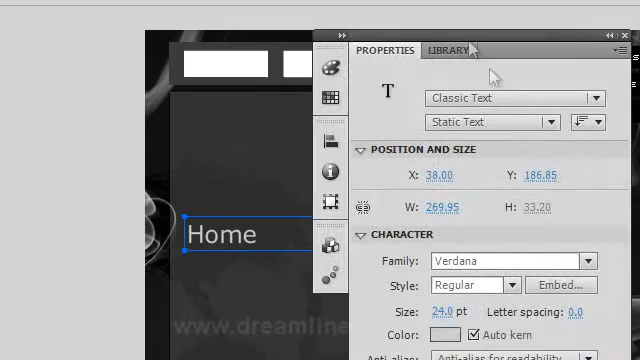 PROPERTIES LIBRARY
T Classic Text
Static Text
POSITION AND SIZE
X: 38.00 Y: 186.85
W: 269.95 H: 33.20
Home
CHARACTER
Family: Verdana
Style: Regular Embed...
Size: 24.0 pt Letter spacing: 0.0
www.dreamline
Color: Auto kern
Anti-alias: Anti-alias for readability